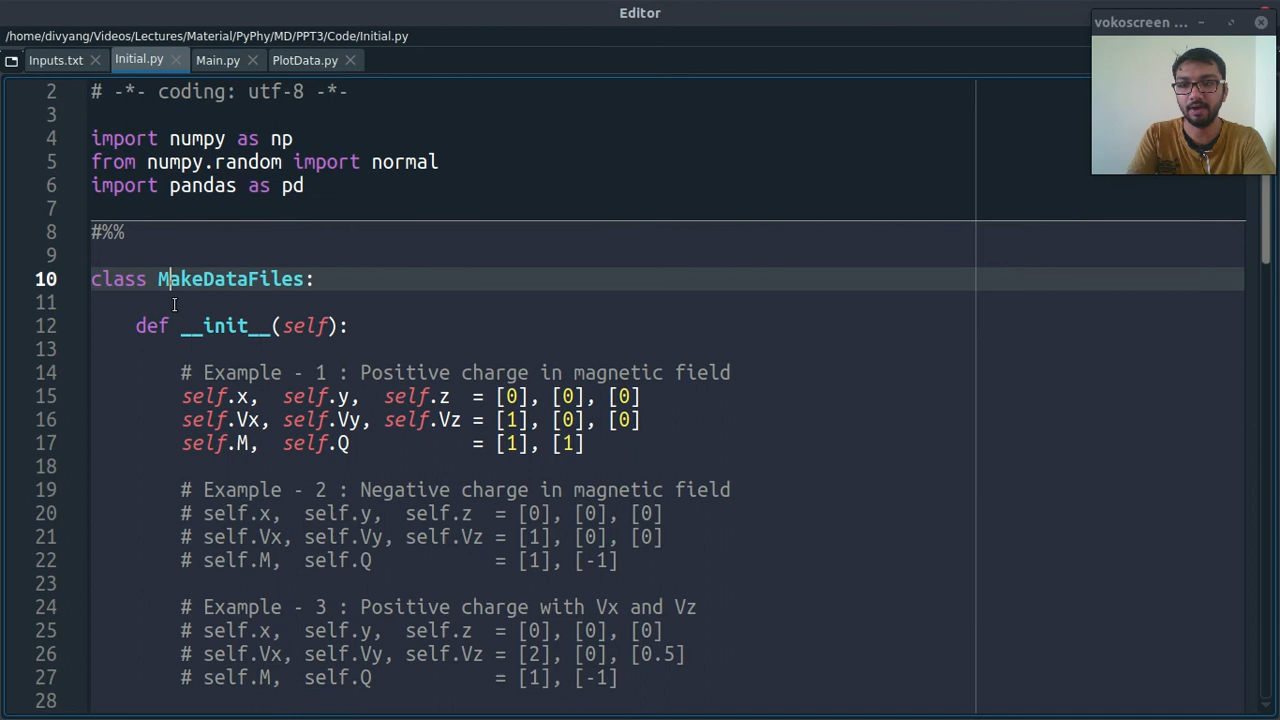 Editor
vokoscreen ...
/home/divyang/Videos/Lectures/Material/PyPhy/MD/PPT3/Code/Initial.py
Inputs.txt Initial.py Main.py PlotData.py
2 # -*- coding: utf-8 -*-
3
4 import numpy as np
5 from numpy.random import normal
6 import pandas as pd
7
8 #%%
9
10 class MakeDataFiles:
11
12     def __init__(self):
13
14         # Example - 1 : Positive charge in magnetic field
15         self.x,  self.y,  self.z  = [0], [0], [0]
16         self.Vx, self.Vy, self.Vz = [1], [0], [0]
17         self.M,  self.Q           = [1], [1]
18
19         # Example - 2 : Negative charge in magnetic field
20         # self.x,  self.y,  self.z  = [0], [0], [0]
21         # self.Vx, self.Vy, self.Vz = [1], [0], [0]
22         # self.M,  self.Q           = [1], [-1]
23
24         # Example - 3 : Positive charge with Vx and Vz
25         # self.x,  self.y,  self.z  = [0], [0], [0]
26         # self.Vx, self.Vy, self.Vz = [2], [0], [0.5]
27         # self.M,  self.Q           = [1], [-1]
28